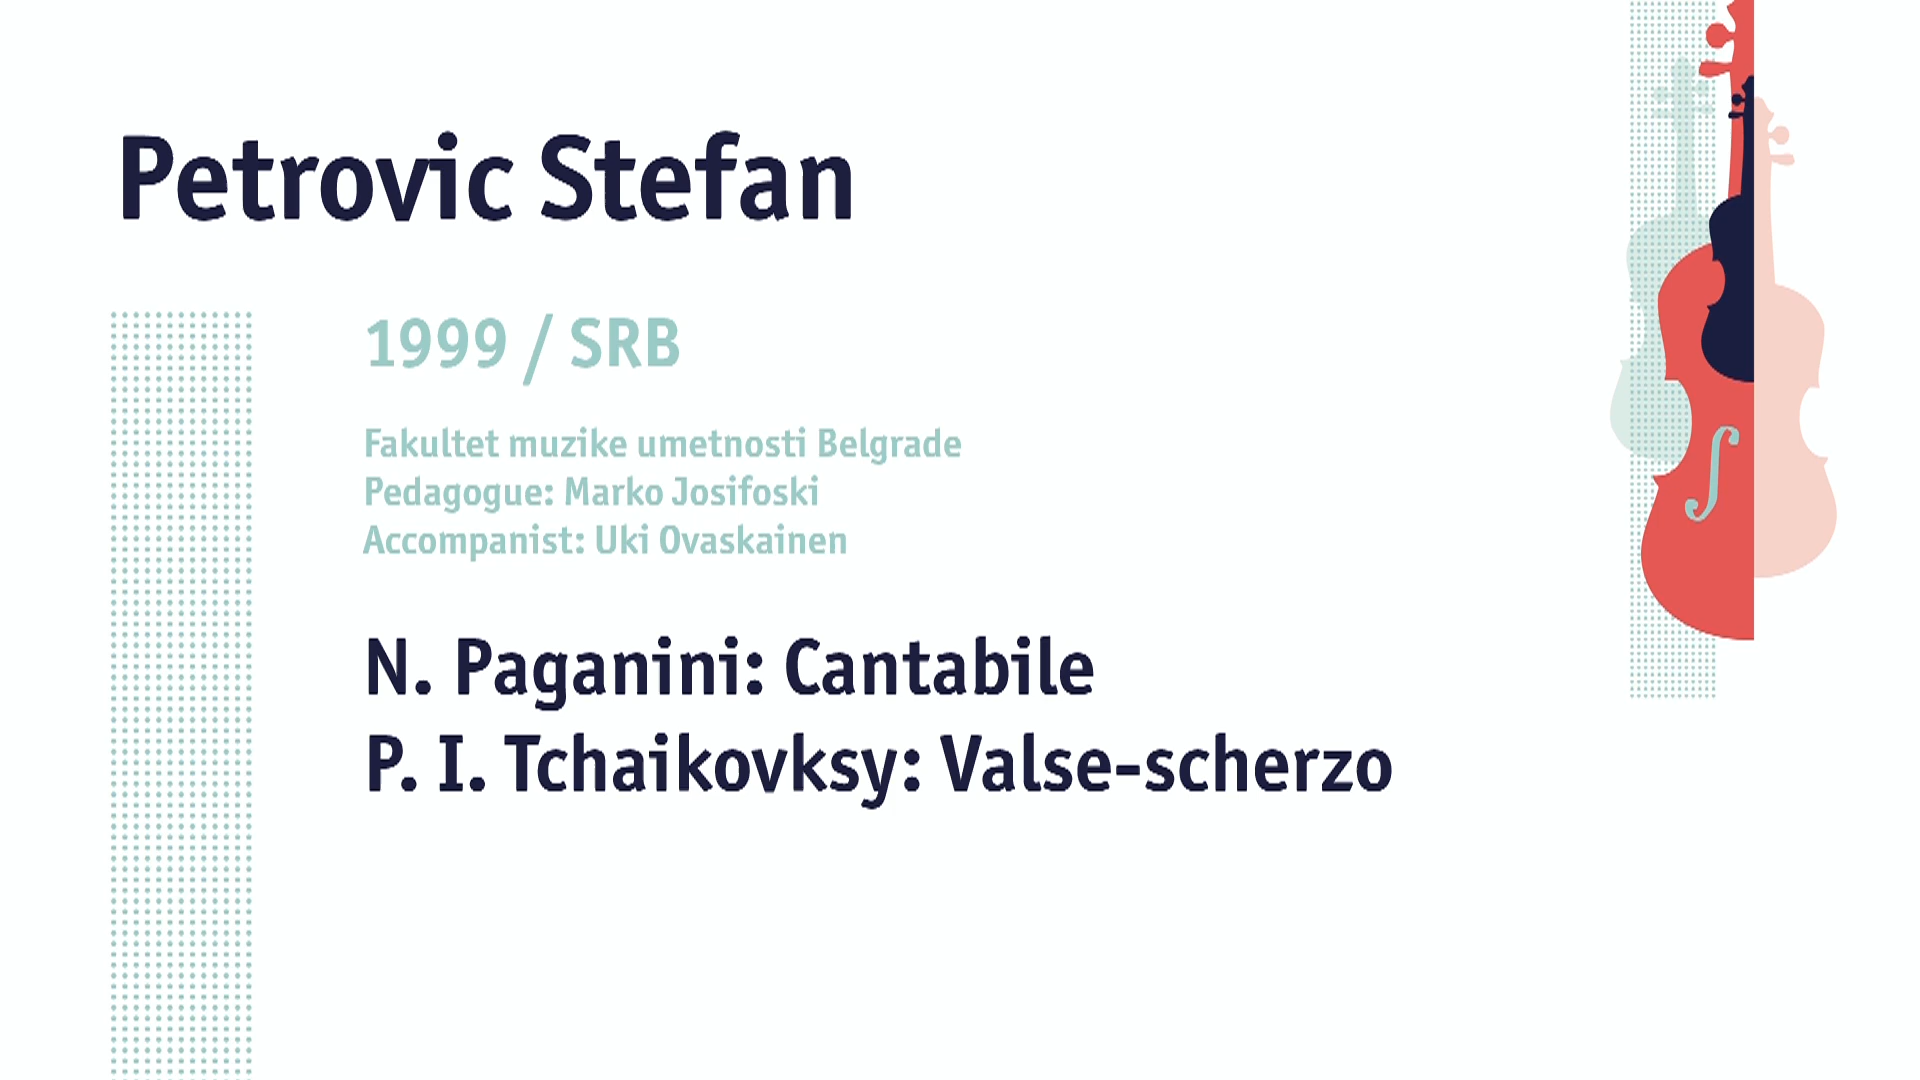 Petrovic Stefan
1999 / SRB
Fakultet muzike umetnosti Belgrade
Pedagogue: Marko Josifoski
Accompanist: Uki Ovaskainen
N. Paganini: Cantabile
P. I. Tchaikovksy: Valse-scherzo